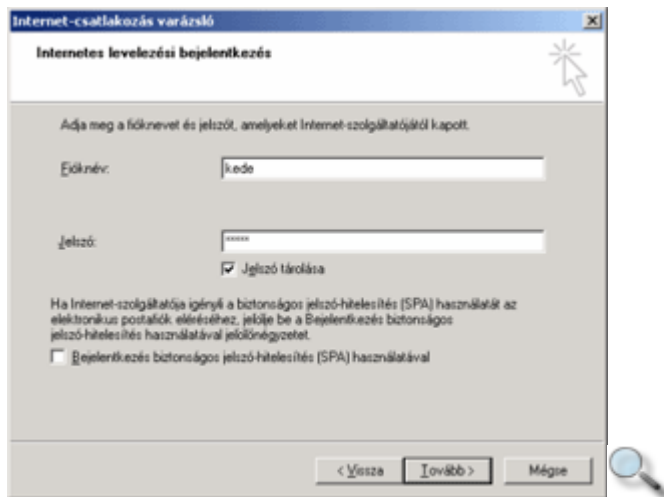 Internet-csatlakozás varázsló
Internetes levelezési bejelentkezés
Adja meg a fióknevet és jelszót, amelyeket Internet-szolgáltatójától kapott.
Fióknév:
kede
Jelszó:
*****
Jelszó tárolása
Ha Internet-szolgáltatója igényli a biztonságos jelszó-hitelesítés (SPA) használatát az
elektronikus postafiók eléréséhez, jelölje be a Bejelentkezés biztonságos
jelszó-hitelesítés használatával jelölőnégyzetet.
Bejelentkezés biztonságos jelszó-hitelesítés (SPA) használatával
< Vissza
Tovább >
Mégse